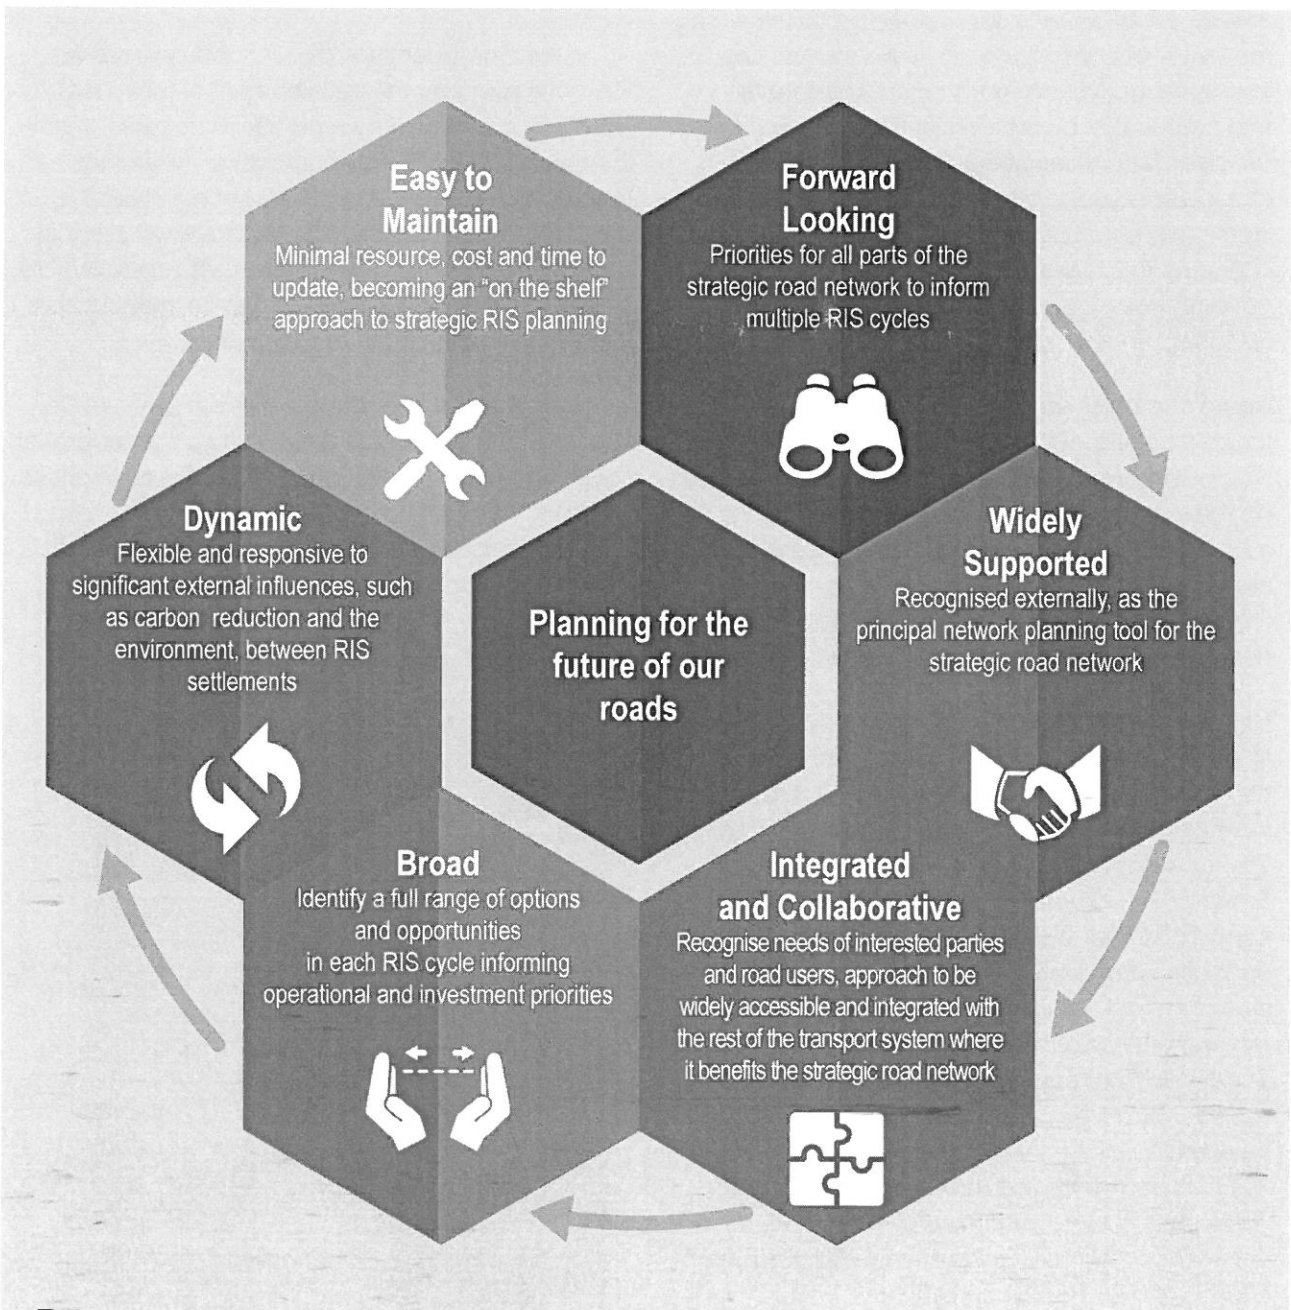 Easy to
Maintain
Minimal resource, cost and time to
update, becoming an “on the shelf”
approach to strategic RIS planning
Forward
Looking
Priorities for all parts of the
strategic road network to inform
multiple RIS cycles
Widely
Supported
Recognised externally, as the
principal network planning tool for the
strategic road network
Integrated
and Collaborative
Recognise needs of interested parties
and road users, approach to be
widely accessible and integrated with
the rest of the transport system where
it benefits the strategic road network
Broad
Identify a full range of options
and opportunities
in each RIS cycle informing
operational and investment priorities
Dynamic
Flexible and responsive to
significant external influences, such
as carbon reduction and the
environment, between RIS
settlements
Planning for the
future of our
roads